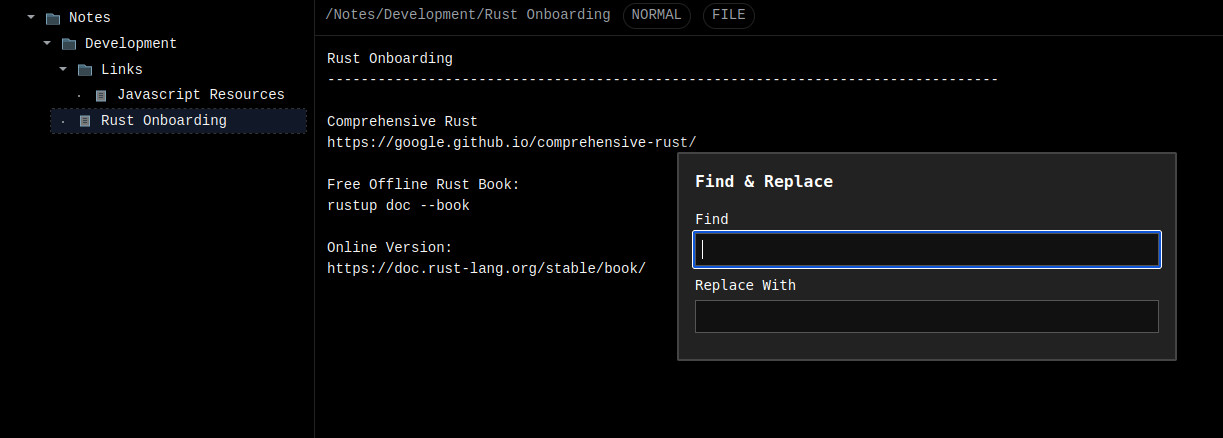 Notes
Development
Links
Javascript Resources
Rust Onboarding
/Notes/Development/Rust Onboarding NORMAL FILE
Rust Onboarding
--------------------------------------------------------------------------------
Comprehensive Rust
https://google.github.io/comprehensive-rust/
Free Offline Rust Book:
rustup doc --book
Online Version:
https://doc.rust-lang.org/stable/book/
Find & Replace
Find
Replace With